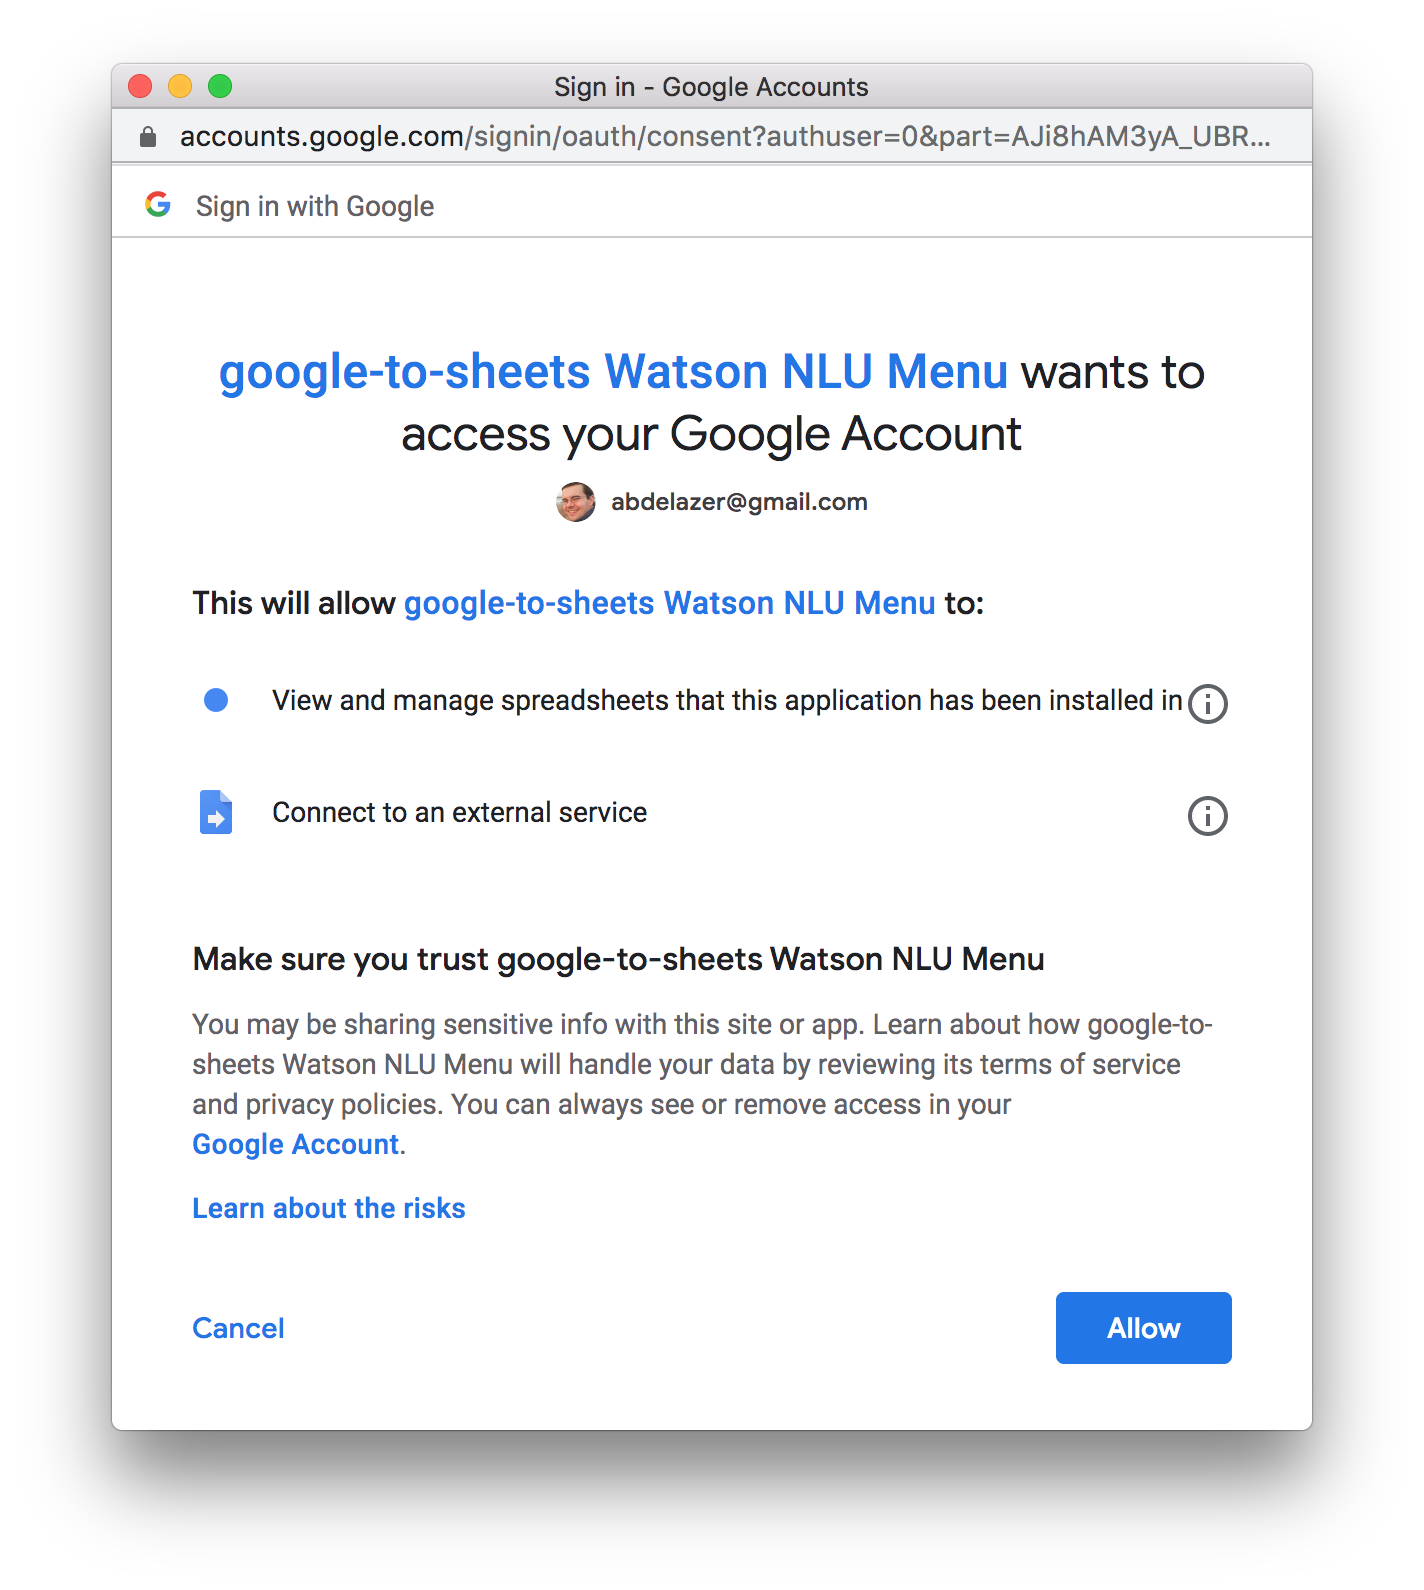 Sign in - Google Accounts
accounts.google.com/signin/oauth/consent?authuser=0&part=AJi8hAM3yA_UBR...
Sign in with Google
google-to-sheets Watson NLU Menu wants to
access your Google Account
abdelazer@gmail.com
This will allow google-to-sheets Watson NLU Menu to:
View and manage spreadsheets that this application has been installed in
Connect to an external service
Make sure you trust google-to-sheets Watson NLU Menu
You may be sharing sensitive info with this site or app. Learn about how google-to-
sheets Watson NLU Menu will handle your data by reviewing its terms of service
and privacy policies. You can always see or remove access in your
Google Account.
Learn about the risks
Cancel
Allow